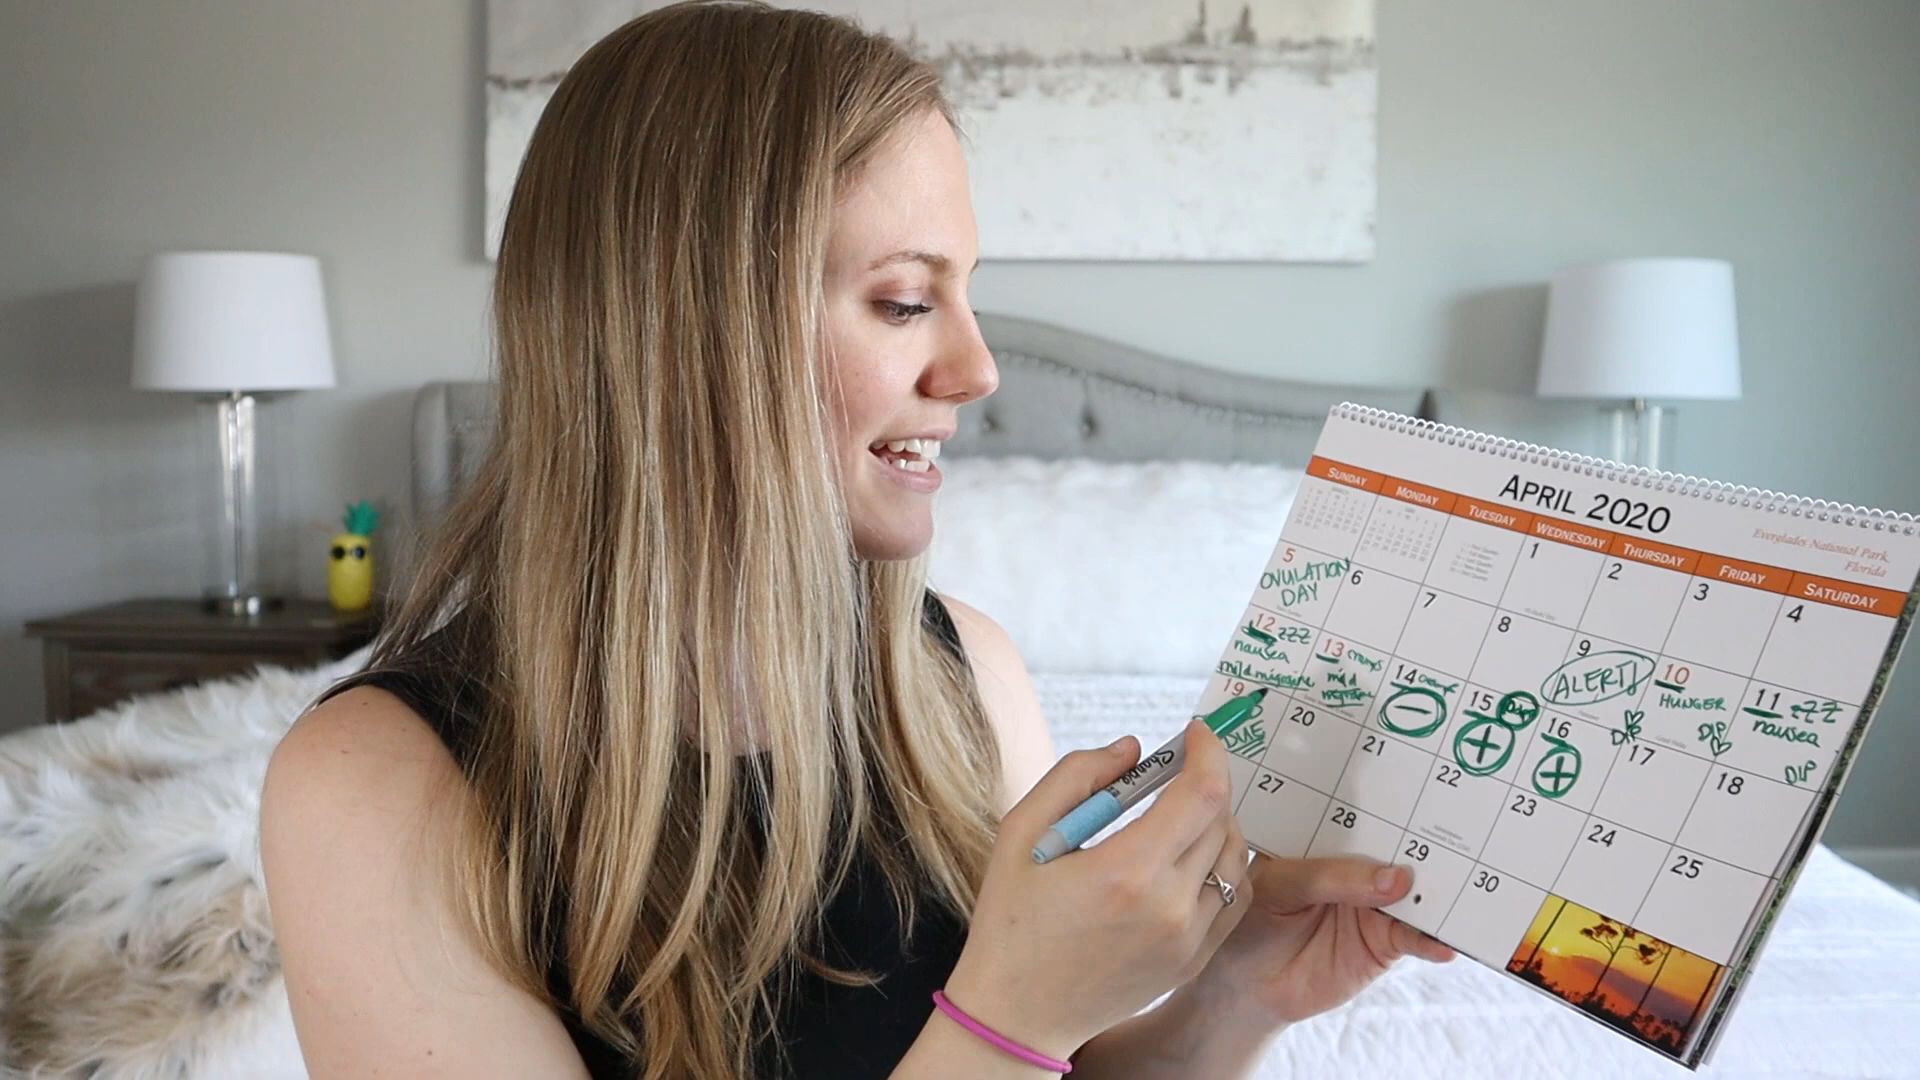 APRIL 2020
Everglades National Park,
Florida
SUNDAY MONDAY TUESDAY WEDNESDAY THURSDAY FRIDAY SATURDAY
1 2 3 4
5 6 7 8 9 10 11
OVULATION
DAY
ALERT!
HUNGER
ZZZ
nausea
DIP
DIP
DIP
12 13 14 15 16 17 18
zzz
nausea
mild migraine
cramps
mild
migraine
−
+
+
19 20 21 22 23 24 25
DUE
27 28 29 30
Sharpie